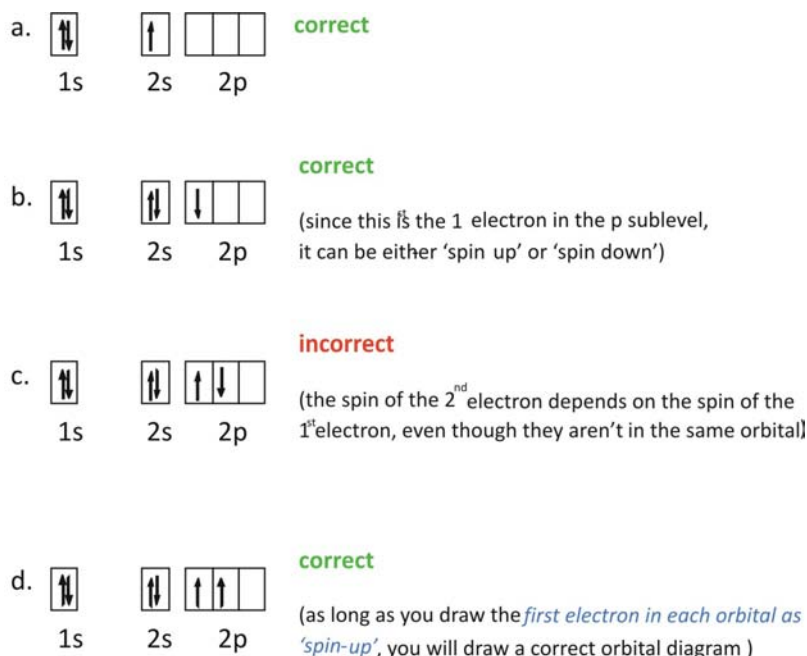 a. correct
1s 2s 2p
correct
b. (since this is the 1st electron in the p sublevel,
it can be either ‘spin up’ or ‘spin down’)
1s 2s 2p
incorrect
c. (the spin of the 2nd electron depends on the spin of the
1st electron, even though they aren’t in the same orbital)
1s 2s 2p
correct
d. (as long as you draw the first electron in each orbital as
‘spin-up’, you will draw a correct orbital diagram )
1s 2s 2p